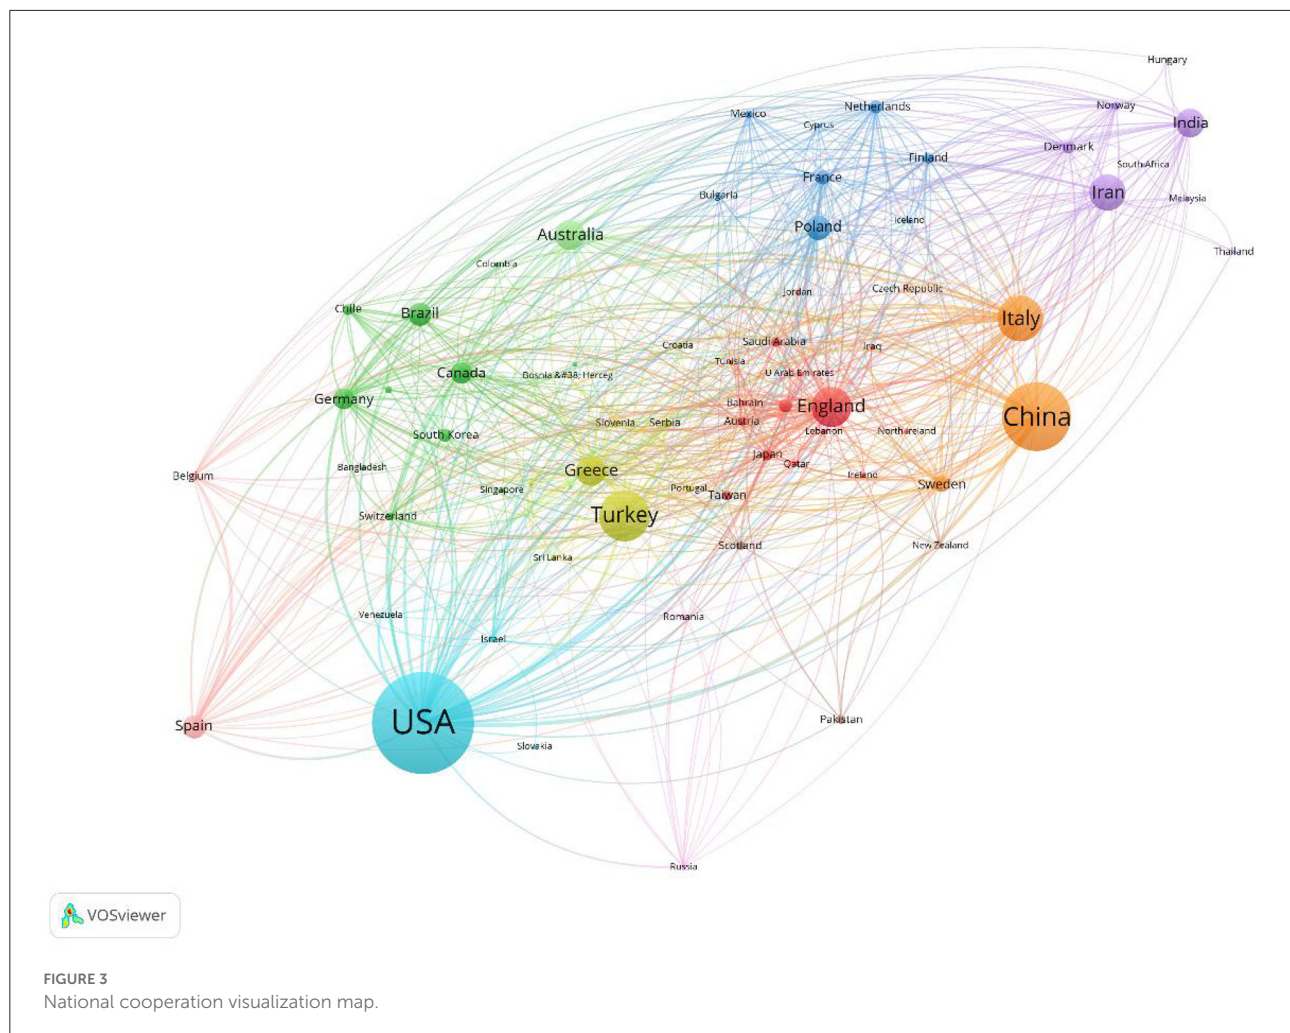 Hungary
Mexico
Netherlands
Norway
India
Cyprus
Denmark
Finland
South Africa
France
Iran
Bulgaria
Malaysia
Iceland
Poland
Australia
Thailand
Colombia
Jordan
Czech Republic
Chile
Brazil
Italy
Croatia
Saudi Arabia
Iraq
Tunisia
Canada
Bosnia &#38; Herceg
U Arab Emirates
Germany
Bahrain
England
China
Slovenia
Serbia
Austria
South Korea
Lebanon
North Ireland
Japan
Bangladesh
Greece
Qatar
Belgium
Ireland
Singapore
Portugal
Taiwan
Sweden
Switzerland
Turkey
Scotland
New Zealand
Sri Lanka
Venezuela
Romania
Israel
Spain
USA
Pakistan
Slovakia
Russia
VOSviewer
FIGURE 3
National cooperation visualization map.